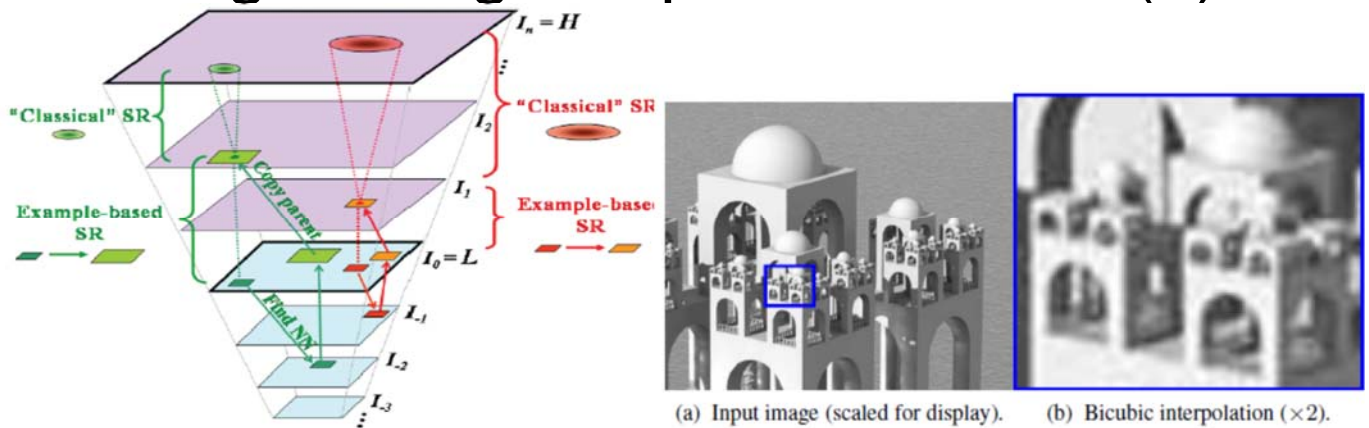 I_n = H
"Classical" SR
I_2
Copy parent
I_1
Example-based
SR
I_0 = L
Find NN
I_-1
I_-2
I_-3
"Classical" SR
Example-based
SR
(a) Input image (scaled for display).
(b) Bicubic interpolation (×2).